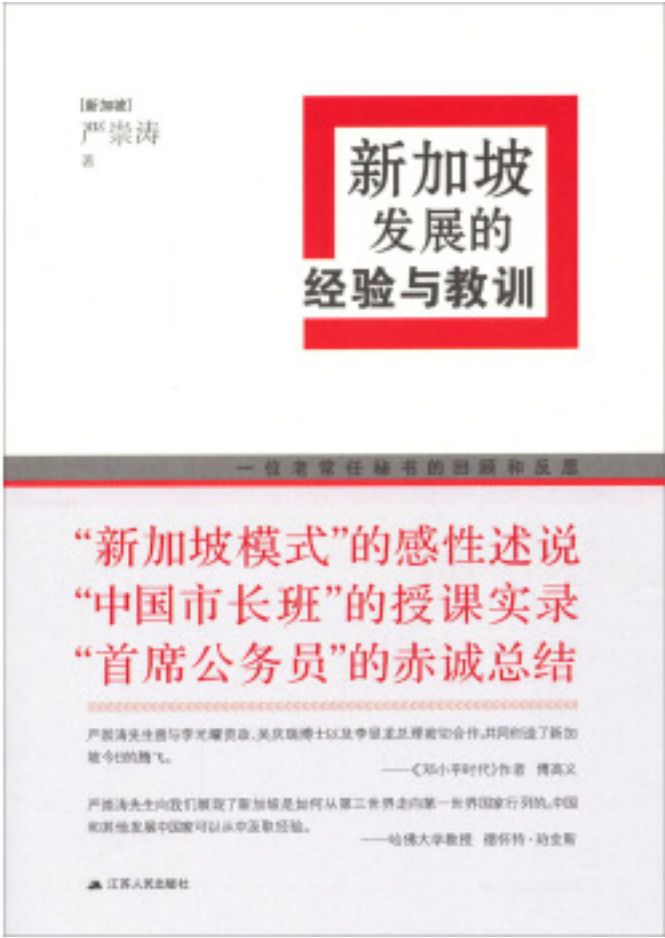 [新加坡]
严崇涛
著
新加坡
发展的
经验与教训
一位老常任秘书的回顾和反思
“新加坡模式”的感性述说
“中国市长班”的授课实录
“首席公务员”的赤诚总结
严崇涛先生曾与李光耀资政、吴庆瑞博士以及李显龙总理密切合作,共同创造了新加
坡今日的腾飞。
——《邓小平时代》作者 傅高义
严崇涛先生向我们展现了新加坡是如何从第三世界走向第一世界国家行列的,中国
和其他发展中国家可以从中汲取经验。
——哈佛大学教授 德怀特·珀金斯
江苏人民出版社